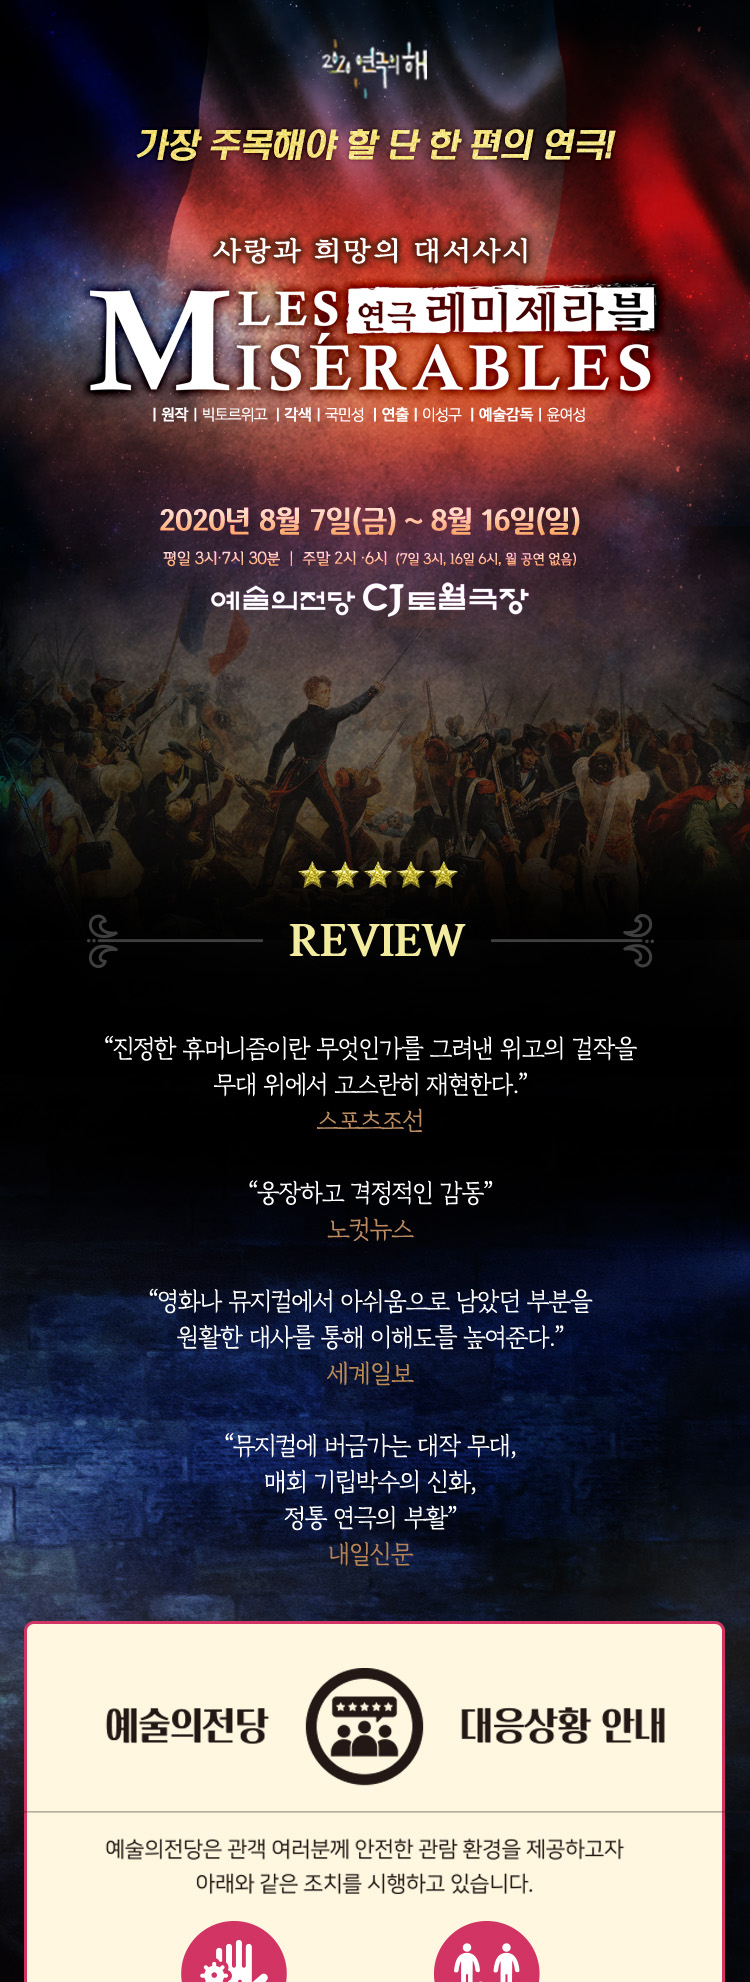 2020 연극의 해
가장 주목해야 할 단 한 편의 연극!
사랑과 희망의 대서사시
LES 연극 레미제라블
MISÉRABLES
| 원작 | 빅토르위고 | 각색 | 국민성 | 연출 | 이성구 | 예술감독 | 윤여성
2020년 8월 7일(금) ~ 8월 16일(일)
평일 3시·7시 30분 | 주말 2시 ·6시 (7일 3시, 16일 6시, 월 공연 없음)
예술의전당 CJ 토월극장
REVIEW
“진정한 휴머니즘이란 무엇인가를 그려낸 위고의 걸작을
무대 위에서 고스란히 재현한다.”
스포츠조선
“웅장하고 격정적인 감동”
노컷뉴스
“영화나 뮤지컬에서 아쉬움으로 남았던 부분을
원활한 대사를 통해 이해도를 높여준다.”
세계일보
“뮤지컬에 버금가는 대작 무대,
매회 기립박수의 신화,
정통 연극의 부활”
내일신문
예술의전당 대응상황 안내
예술의전당은 관객 여러분께 안전한 관람 환경을 제공하고자
아래와 같은 조치를 시행하고 있습니다.